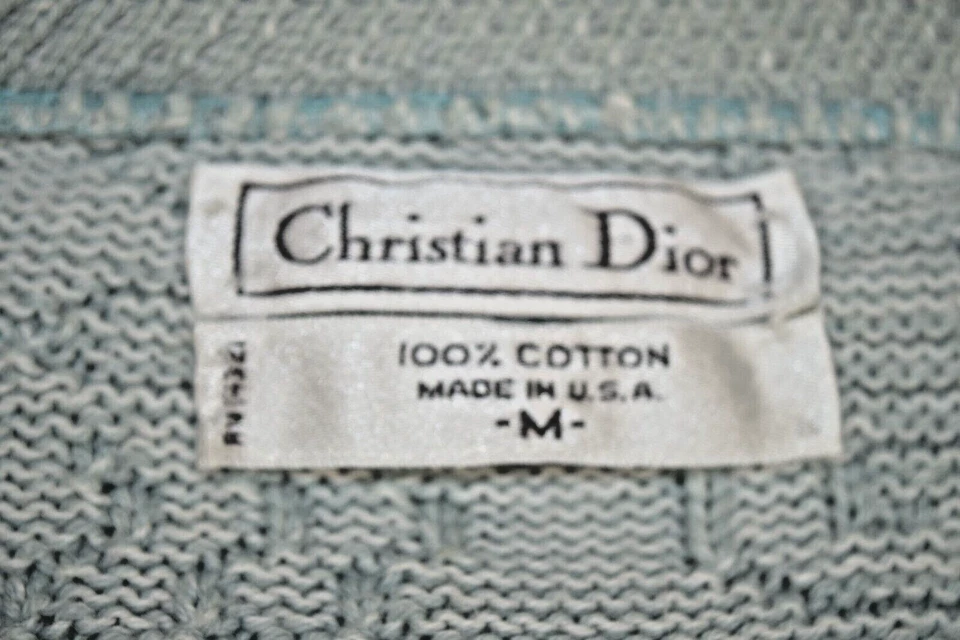 Christian Dior
100% COTTON
MADE IN U.S.A.
-M-